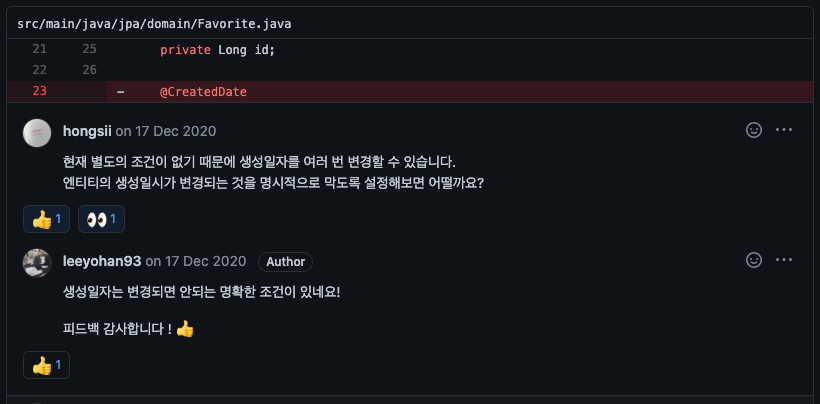 src/main/java/jpa/domain/Favorite.java
21 25 private Long id;
22 26
23 - @CreatedDate
hongsii on 17 Dec 2020
현재 별도의 조건이 없기 때문에 생성일자를 여러 번 변경할 수 있습니다.
엔티티의 생성일시가 변경되는 것을 명시적으로 막도록 설정해보면 어떨까요?
👍 1 👀 1
leeyohan93 on 17 Dec 2020 Author
생성일자는 변경되면 안되는 명확한 조건이 있네요!
피드백 감사합니다 ! 👍
👍 1